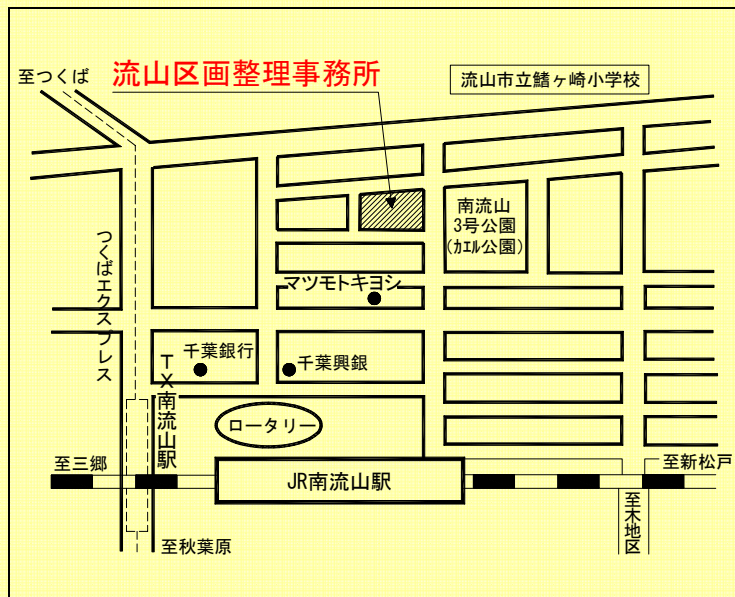 至つくば
流山区画整理事務所
流山市立鰭ヶ崎小学校
南流山
3号公園
(ｶｴﾙ公園)
つくばエクスプレス
マツモトキヨシ
千葉銀行
千葉興銀
TX南流山駅
ロータリー
至三郷
JR南流山駅
至新松戸
至木地区
至秋葉原